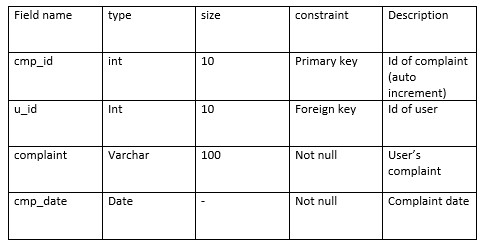 Field name type size constraint Description
cmp_id int 10 Primary key Id of complaint
(auto
increment)
u_id Int 10 Foreign key Id of user
complaint Varchar 100 Not null User's
complaint
cmp_date Date - Not null Complaint date